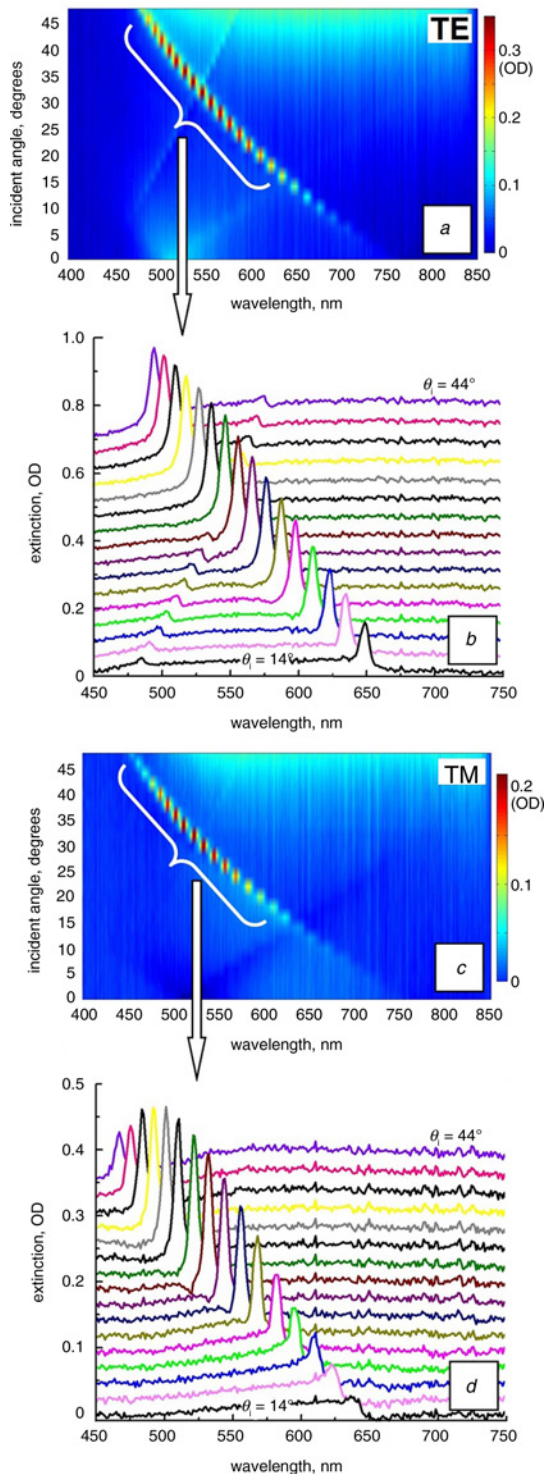 TE
0.3
(OD)
0.2
0.1
0
45
40
35
30
25
20
15
10
5
0
incident angle, degrees
a
400 450 500 550 600 650 700 750 800 850
wavelength, nm
1.0
0.8
0.6
0.4
0.2
0
extinction, OD
θi = 44°
θi = 14°
b
450 500 550 600 650 700 750
wavelength, nm
TM
0.2
(OD)
0.1
0
45
40
35
30
25
20
15
10
5
0
incident angle, degrees
c
400 450 500 550 600 650 700 750 800 850
wavelength, nm
0.5
0.4
0.3
0.2
0.1
0
extinction, OD
θi = 44°
θi = 14°
d
450 500 550 600 650 700 750
wavelength, nm